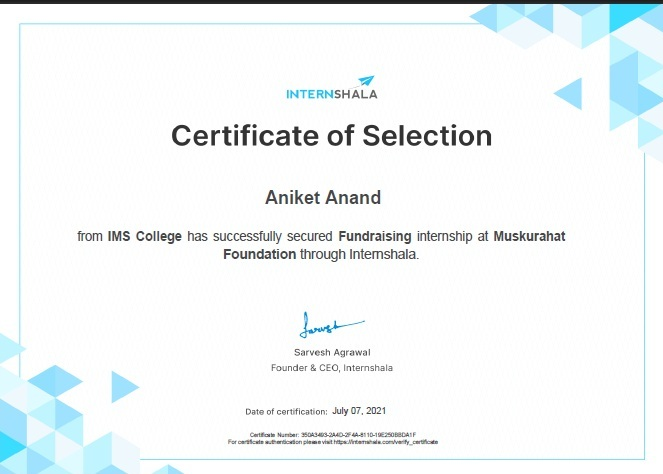 INTERNSHALA
Certificate of Selection
Aniket Anand
from IMS College has successfully secured Fundraising internship at Muskurahat
Foundation through Internshala.
Sarvesh Agrawal
Founder & CEO, Internshala
Date of certification: July 07, 2021
Certificate Number: 350A3493-2A4D-2F4A-8110-19E250BBDA1F
For certificate authentication please visit https://internshala.com/verify_certificate